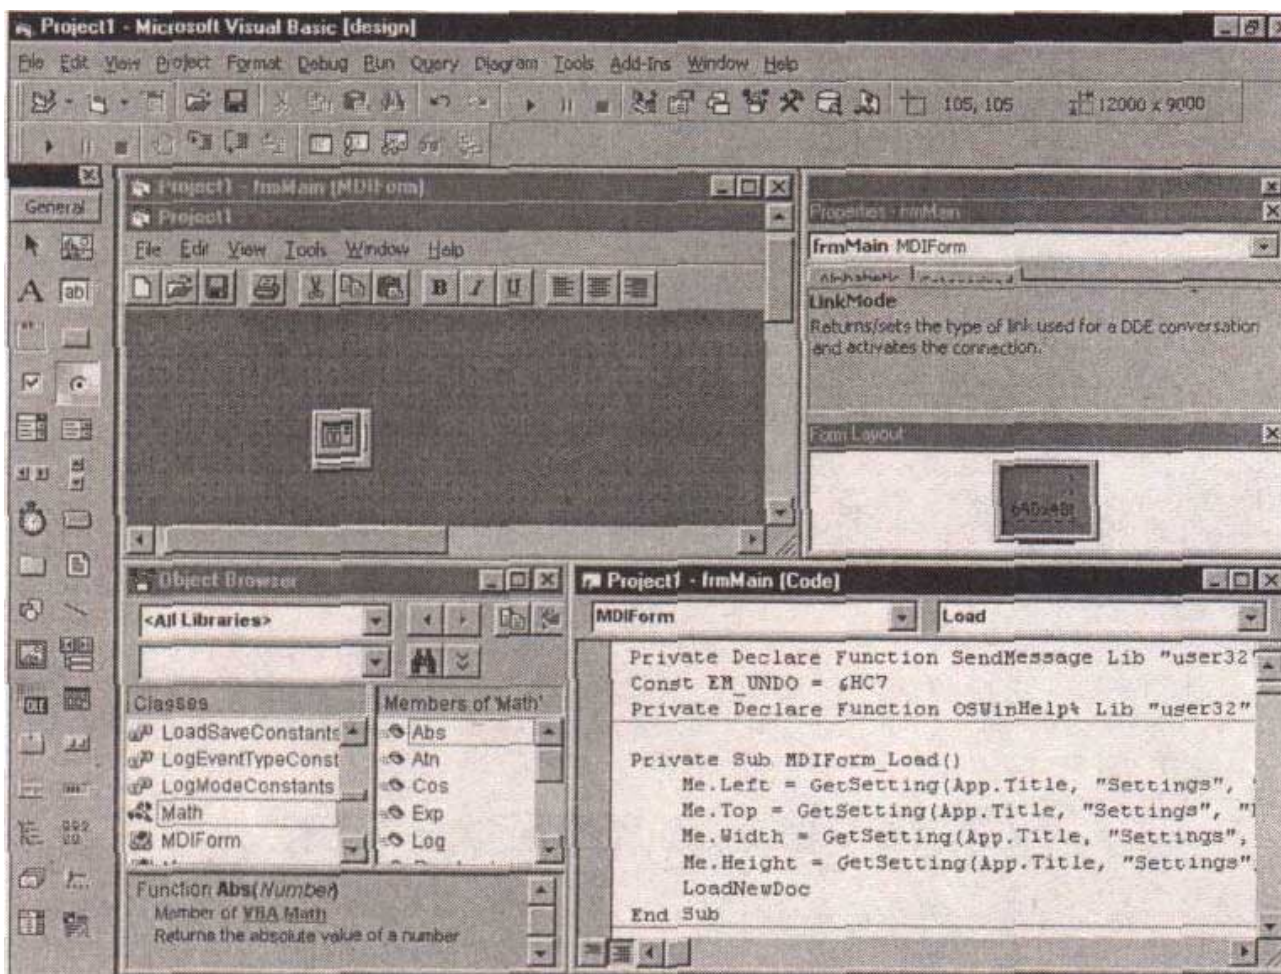 Project1 - Microsoft Visual Basic [design]
File Edit View Project Format Debug Run Query Diagram Tools Add-Ins Window Help
105, 105 12000 x 9000
General
Project1 - frmMain (MDIForm)
Project1
File Edit View Tools Window Help
B I U
A ab
Properties - frmMain
frmMain MDIForm
Alphabetic Categorized
LinkMode
Returns/sets the type of link used for a DDE conversation
and activates the connection.
Form Layout
Object Browser
<All Libraries>
Classes
LoadSaveConstants
LogEventTypeConst
LogModeConstants
Math
MDIForm
Members of 'Math'
Abs
Atn
Cos
Exp
Log
Function Abs(Number)
Member of VBA.Math
Returns the absolute value of a number
Project1 - frmMain (Code)
MDIForm Load
Private Declare Function SendMessage Lib "user32"
Const EM_UNDO = &HC7
Private Declare Function OSWinHelp% Lib "user32"
Private Sub MDIForm_Load()
Me.Left = GetSetting(App.Title, "Settings",
Me.Top = GetSetting(App.Title, "Settings",
Me.Width = GetSetting(App.Title, "Settings",
Me.Height = GetSetting(App.Title, "Settings"
LoadNewDoc
End Sub